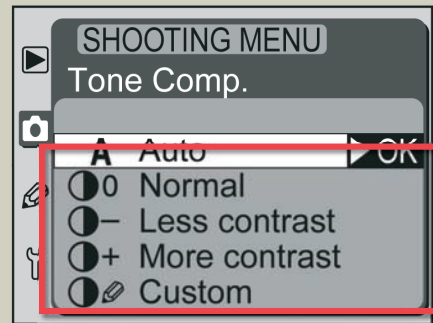 SHOOTING MENU
Tone Comp.
A Auto OK
0 Normal
− Less contrast
+ More contrast
Custom